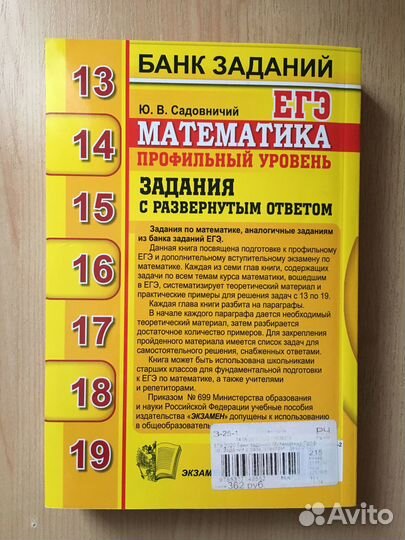 13
БАНК ЗАДАНИЙ
ЕГЭ
Ю. В. Садовничий
14
МАТЕМАТИКА
ПРОФИЛЬНЫЙ УРОВЕНЬ
15
ЗАДАНИЯ
С РАЗВЕРНУТЫМ ОТВЕТОМ
Задания по математике, аналогичные заданиям
из банка заданий ЕГЭ.
Данная книга посвящена подготовке к профильному
ЕГЭ и дополнительному вступительному экзамену по
математике. Каждая из семи глав книги, содержащих
16
задачи по всем темам курса математики, вошедшим
в ЕГЭ, систематизирует теоретический материал и
практические примеры для решения задач с 13 по 19.
Каждая глава книги разбита на параграфы.
В начале каждого параграфа дается необходимый
теоретический материал, затем разбирается
17
достаточное количество примеров. Для закрепления
пройденного материала имеется список задач для
самостоятельного решения, снабженных ответами.
Книга может быть использована школьниками
старших классов для фундаментальной подготовки
18
к ЕГЭ по математике, а также учителями
и репетиторами.
Приказом № 699 Министерства образования
и науки Российской Федерации учебные пособия
издательства «ЭКЗАМЕН» допущены к использованию
в общеобразователь
19
З-25-1
РЦ
215
ЭКЗАМЕ
362 руб
Avito